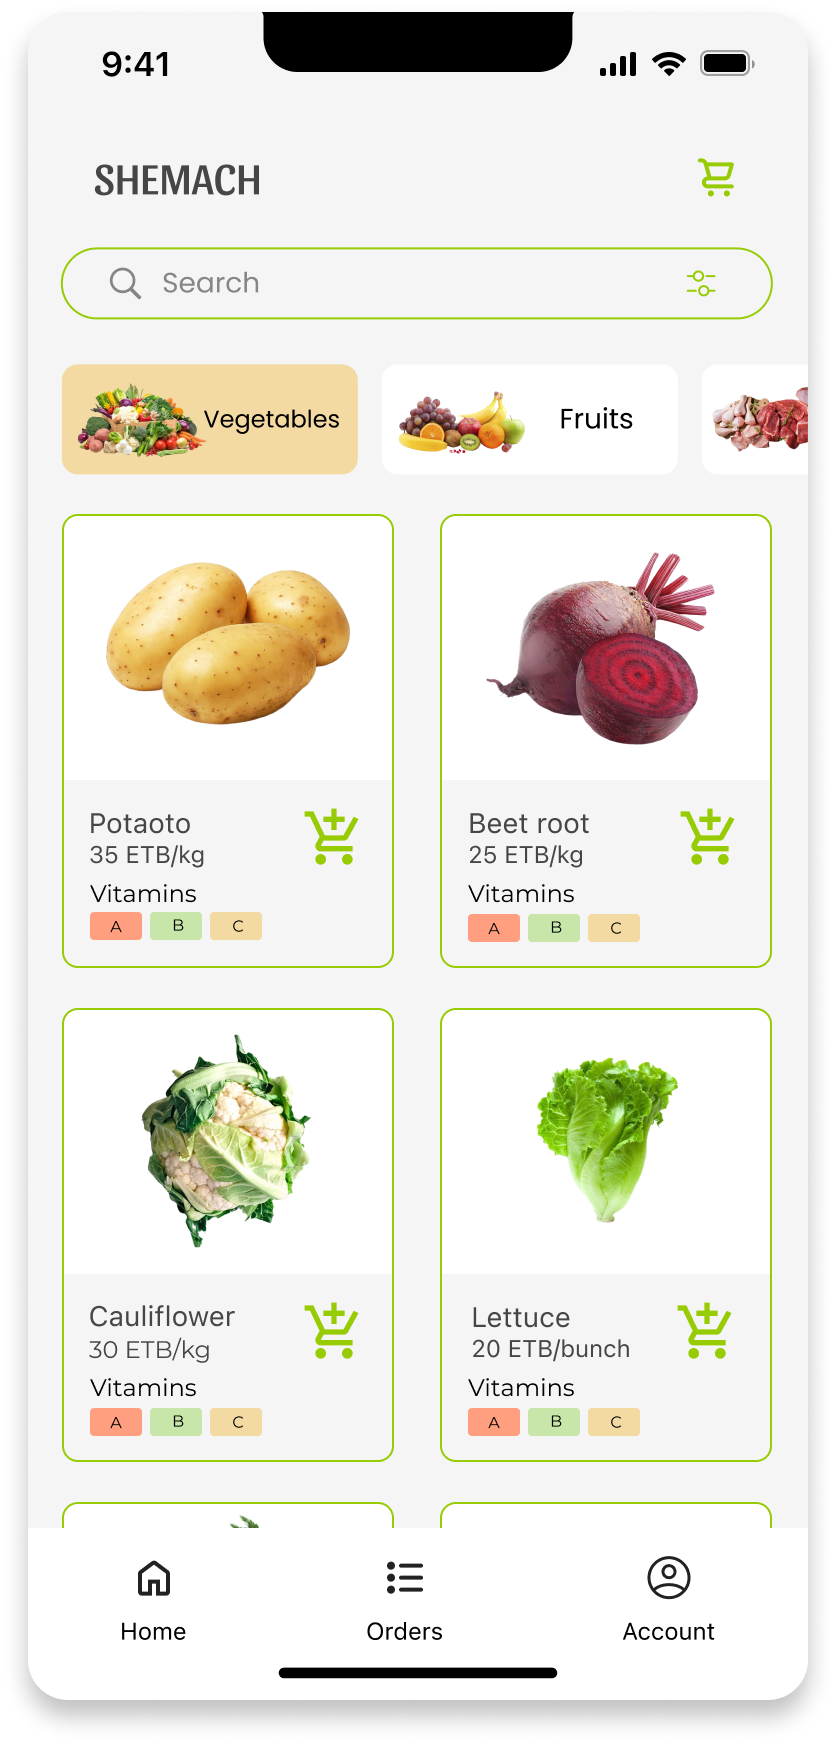 9:41
SHEMACH
Search
Vegetables
Fruits
Potaoto
35 ETB/kg
Vitamins
A B C
Beet root
25 ETB/kg
Vitamins
A B C
Cauliflower
30 ETB/kg
Vitamins
A B C
Lettuce
20 ETB/bunch
Vitamins
A B C
Home
Orders
Account